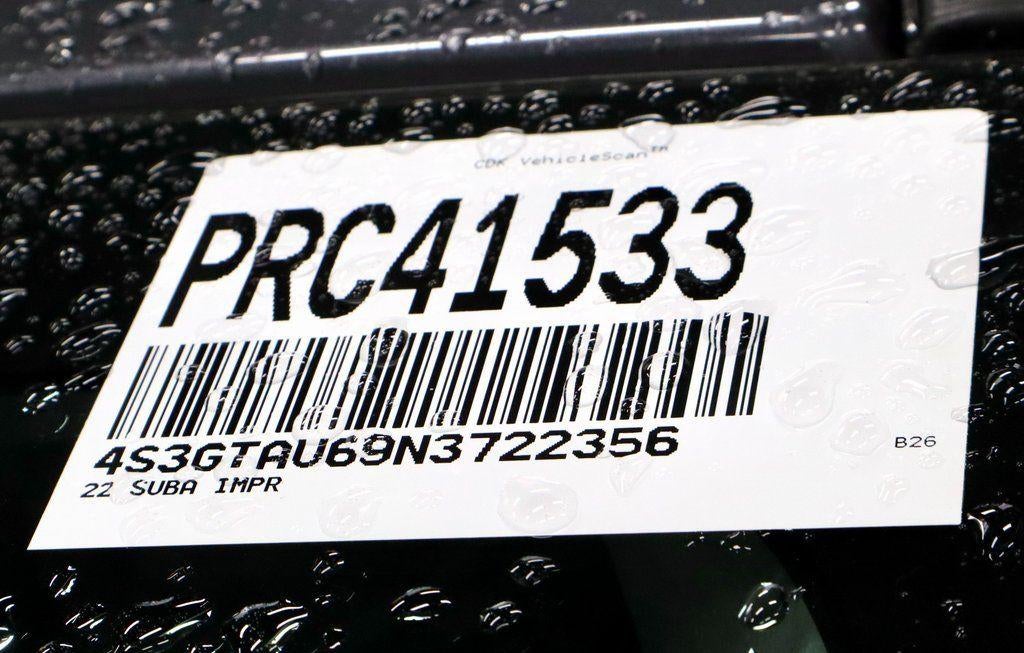 CDK VehicleScan™
PRC41533
4S3GTAU69N3722356
22 SUBA IMPR
B26